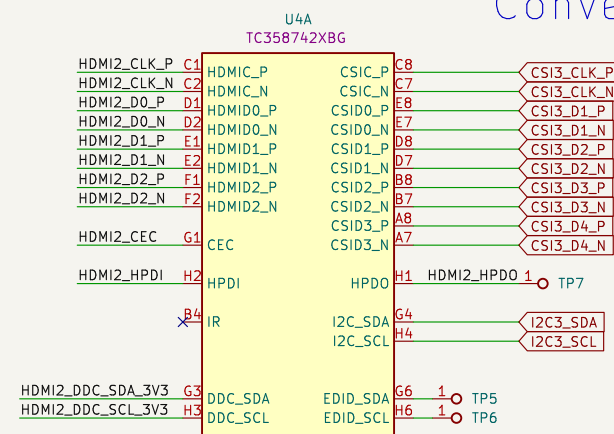 Conve
U4A
TC358742XBG
HDMI2_CLK_P C1 HDMIC_P CSIC_P C8 CSI3_CLK_P
HDMI2_CLK_N C2 HDMIC_N CSIC_N C7 CSI3_CLK_N
HDMI2_D0_P D1 HDMID0_P CSID0_P E8 CSI3_D1_P
HDMI2_D0_N D2 HDMID0_N CSID0_N E7 CSI3_D1_N
HDMI2_D1_P E1 HDMID1_P CSID1_P D8 CSI3_D2_P
HDMI2_D1_N E2 HDMID1_N CSID1_N D7 CSI3_D2_N
HDMI2_D2_P F1 HDMID2_P CSID2_P B8 CSI3_D3_P
HDMI2_D2_N F2 HDMID2_N CSID2_N B7 CSI3_D3_N
CSID3_P A8 CSI3_D4_P
HDMI2_CEC G1 CEC CSID3_N A7 CSI3_D4_N
HDMI2_HPDI H2 HPDI HPDO H1 HDMI2_HPDO 1 TP7
B4 IR I2C_SDA G4 I2C3_SDA
I2C_SCL H4 I2C3_SCL
HDMI2_DDC_SDA_3V3 G3 DDC_SDA EDID_SDA G6 1 TP5
HDMI2_DDC_SCL_3V3 H3 DDC_SCL EDID_SCL H6 1 TP6